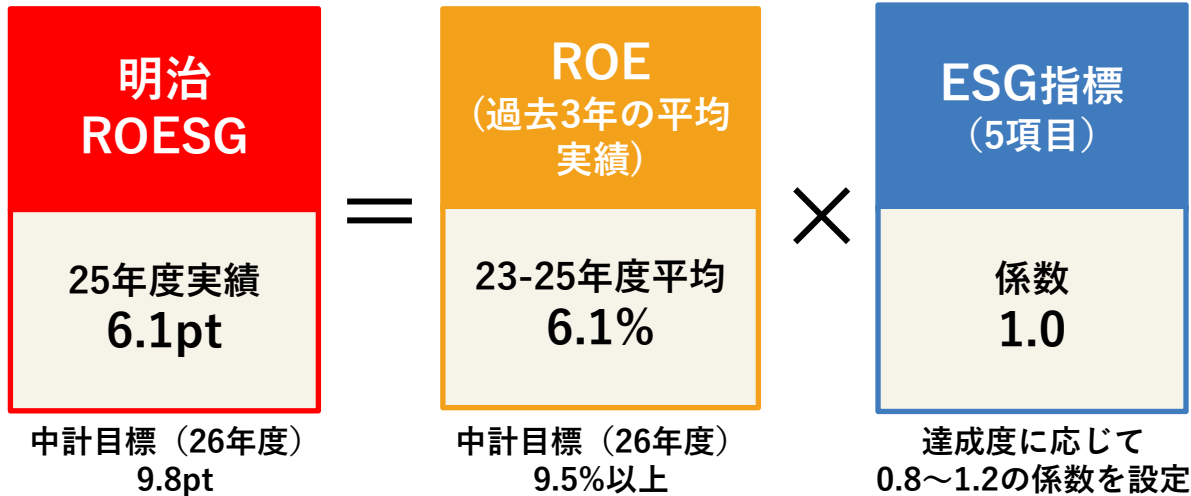 明治
ROESG
25年度実績
6.1pt
中計目標（26年度）
9.8pt
＝
ROE
(過去3年の平均
実績)
23-25年度平均
6.1%
中計目標（26年度）
9.5%以上
×
ESG指標
（5項目）
係数
1.0
達成度に応じて
0.8〜1.2の係数を設定